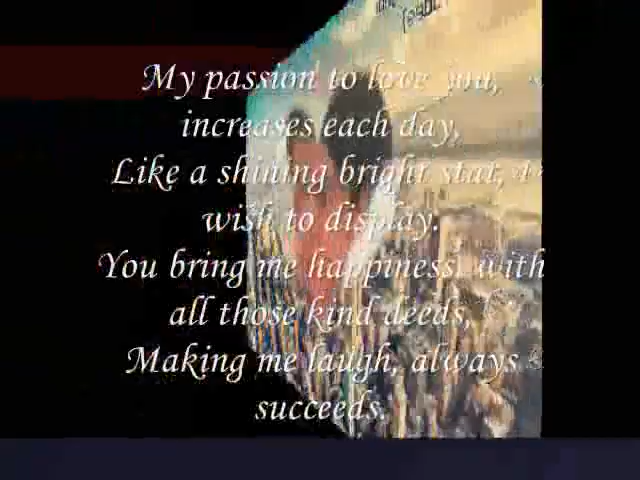 My passion to love you,
increases each day,
Like a shining bright star, I
wish to display.
You bring me happiness, with
all those kind deeds,
Making me laugh, always
succeeds.